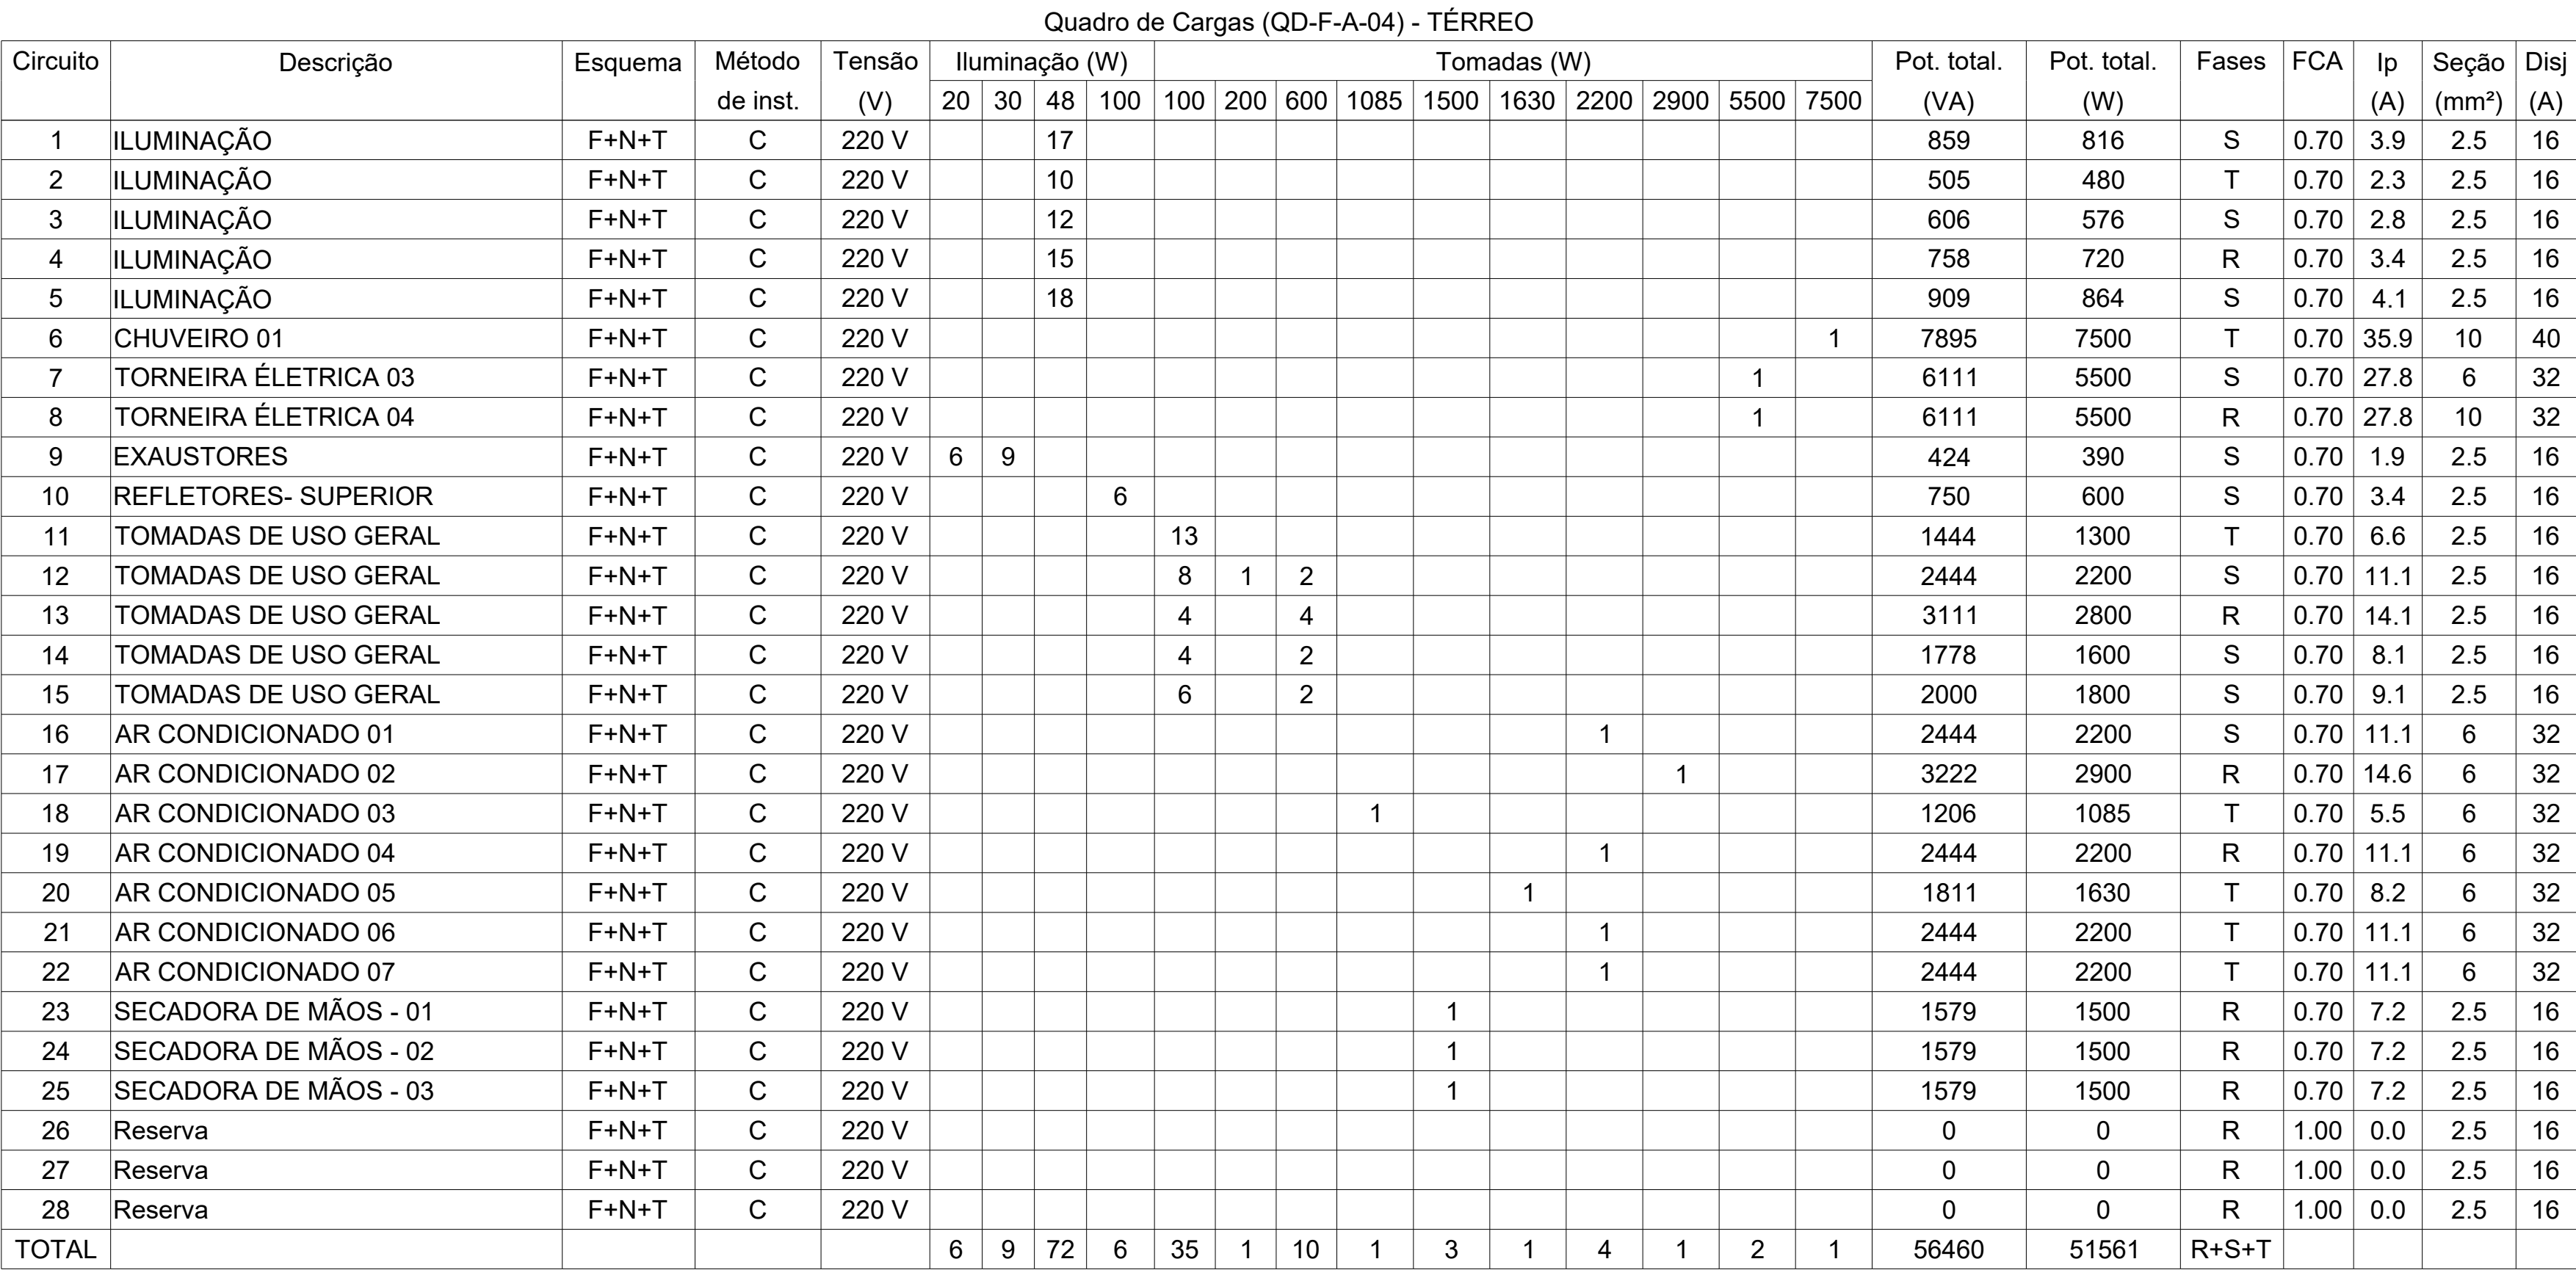 Quadro de Cargas (QD-F-A-04) - TÉRREO
Circuito Descrição Esquema Método Tensão Iluminação (W) Tomadas (W) Pot. total. Pot. total. Fases FCA Ip Seção Disj
de inst. (V) 20 30 48 100 100 200 600 1085 1500 1630 2200 2900 5500 7500 (VA) (W) (A) (mm²) (A)
1 ILUMINAÇÃO F+N+T C 220 V 17 859 816 S 0.70 3.9 2.5 16
2 ILUMINAÇÃO F+N+T C 220 V 10 505 480 T 0.70 2.3 2.5 16
3 ILUMINAÇÃO F+N+T C 220 V 12 606 576 S 0.70 2.8 2.5 16
4 ILUMINAÇÃO F+N+T C 220 V 15 758 720 R 0.70 3.4 2.5 16
5 ILUMINAÇÃO F+N+T C 220 V 18 909 864 S 0.70 4.1 2.5 16
6 CHUVEIRO 01 F+N+T C 220 V 1 7895 7500 T 0.70 35.9 10 40
7 TORNEIRA ÉLETRICA 03 F+N+T C 220 V 1 6111 5500 S 0.70 27.8 6 32
8 TORNEIRA ÉLETRICA 04 F+N+T C 220 V 1 6111 5500 R 0.70 27.8 10 32
9 EXAUSTORES F+N+T C 220 V 6 9 424 390 S 0.70 1.9 2.5 16
10 REFLETORES- SUPERIOR F+N+T C 220 V 6 750 600 S 0.70 3.4 2.5 16
11 TOMADAS DE USO GERAL F+N+T C 220 V 13 1444 1300 T 0.70 6.6 2.5 16
12 TOMADAS DE USO GERAL F+N+T C 220 V 8 1 2 2444 2200 S 0.70 11.1 2.5 16
13 TOMADAS DE USO GERAL F+N+T C 220 V 4 4 3111 2800 R 0.70 14.1 2.5 16
14 TOMADAS DE USO GERAL F+N+T C 220 V 4 2 1778 1600 S 0.70 8.1 2.5 16
15 TOMADAS DE USO GERAL F+N+T C 220 V 6 2 2000 1800 S 0.70 9.1 2.5 16
16 AR CONDICIONADO 01 F+N+T C 220 V 1 2444 2200 S 0.70 11.1 6 32
17 AR CONDICIONADO 02 F+N+T C 220 V 1 3222 2900 R 0.70 14.6 6 32
18 AR CONDICIONADO 03 F+N+T C 220 V 1 1206 1085 T 0.70 5.5 6 32
19 AR CONDICIONADO 04 F+N+T C 220 V 1 2444 2200 R 0.70 11.1 6 32
20 AR CONDICIONADO 05 F+N+T C 220 V 1 1811 1630 T 0.70 8.2 6 32
21 AR CONDICIONADO 06 F+N+T C 220 V 1 2444 2200 T 0.70 11.1 6 32
22 AR CONDICIONADO 07 F+N+T C 220 V 1 2444 2200 T 0.70 11.1 6 32
23 SECADORA DE MÃOS - 01 F+N+T C 220 V 1 1579 1500 R 0.70 7.2 2.5 16
24 SECADORA DE MÃOS - 02 F+N+T C 220 V 1 1579 1500 R 0.70 7.2 2.5 16
25 SECADORA DE MÃOS - 03 F+N+T C 220 V 1 1579 1500 R 0.70 7.2 2.5 16
26 Reserva F+N+T C 220 V 0 0 R 1.00 0.0 2.5 16
27 Reserva F+N+T C 220 V 0 0 R 1.00 0.0 2.5 16
28 Reserva F+N+T C 220 V 0 0 R 1.00 0.0 2.5 16
TOTAL 6 9 72 6 35 1 10 1 3 1 4 1 2 1 56460 51561 R+S+T